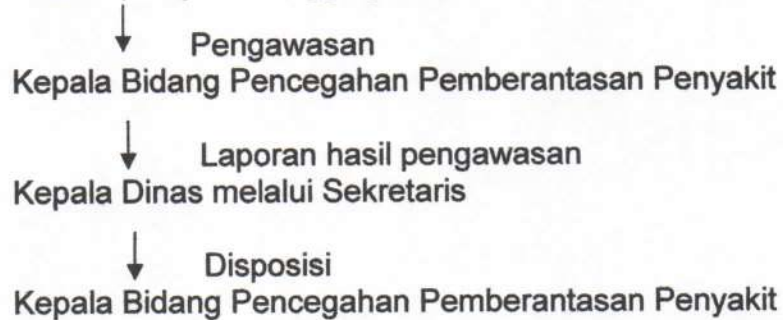 Pengawasan
Kepala Bidang Pencegahan Pemberantasan Penyakit
Laporan hasil pengawasan
Kepala Dinas melalui Sekretaris
Disposisi
Kepala Bidang Pencegahan Pemberantasan Penyakit